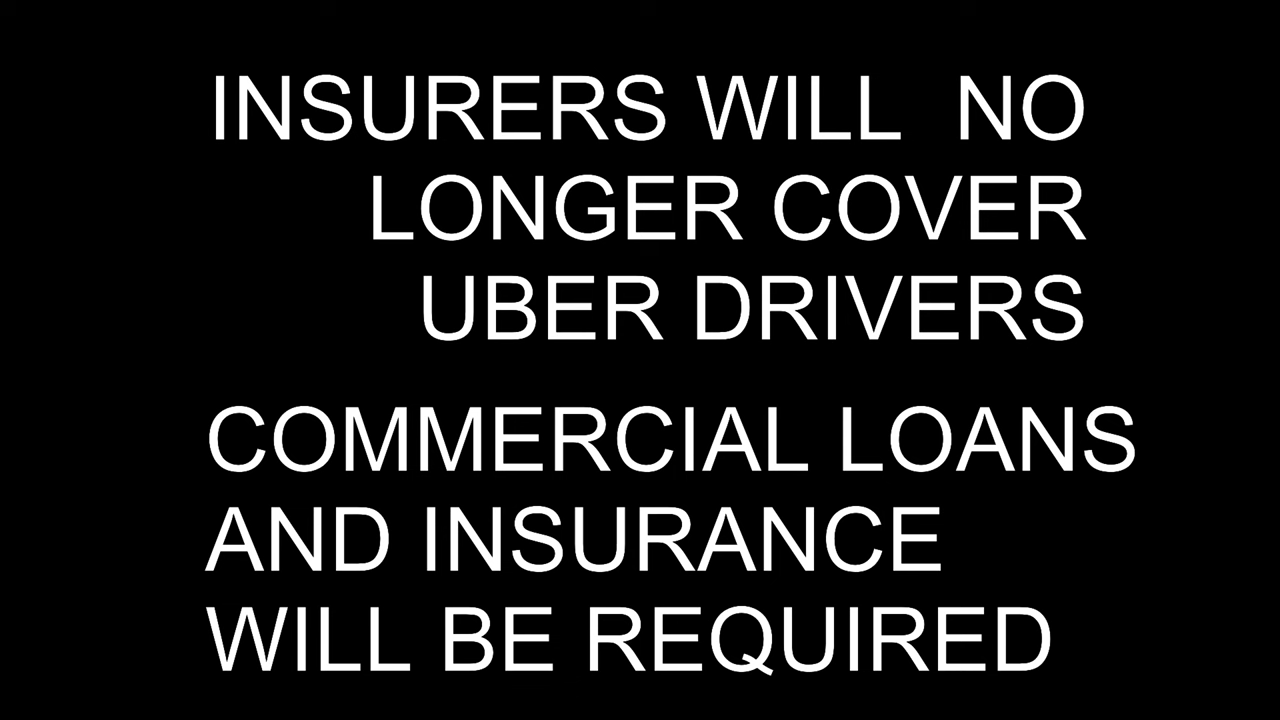 INSURERS WILL  NO
LONGER COVER
UBER DRIVERS
COMMERCIAL LOANS
AND INSURANCE
WILL BE REQUIRED